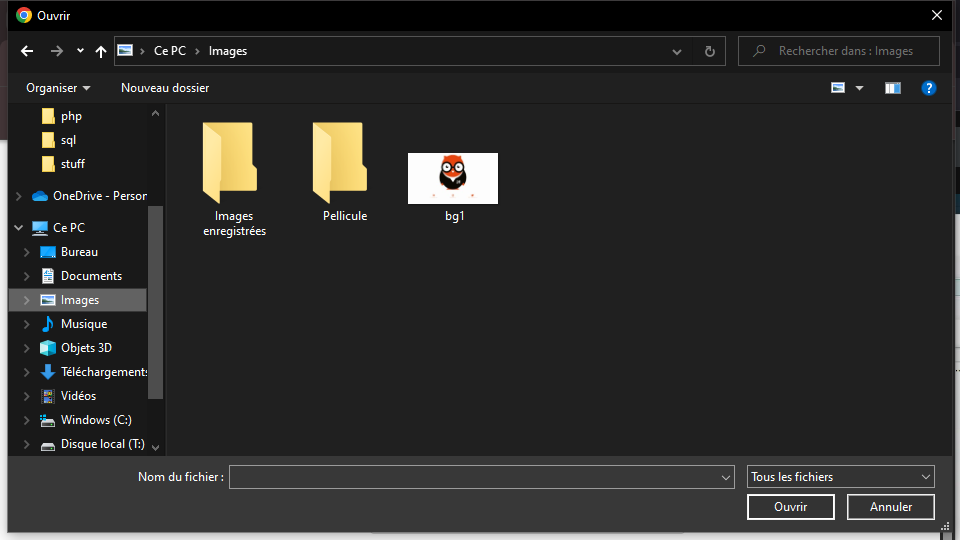 Ouvrir
Ce PC
Images
Rechercher dans : Images
Organiser
Nouveau dossier
php
sql
stuff
OneDrive - Person
Ce PC
Bureau
Documents
Images
Musique
Objets 3D
Téléchargements
Vidéos
Windows (C:)
Disque local (T:)
Images
enregistrées
Pellicule
bg1
Nom du fichier :
Tous les fichiers
Ouvrir
Annuler